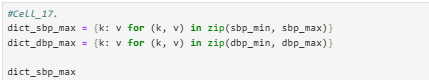 #Cell_17.
dict_sbp_max = {k: v for (k, v) in zip(sbp_min, sbp_max)}
dict_dbp_max = {k: v for (k, v) in zip(dbp_min, dbp_max)}
dict_sbp_max